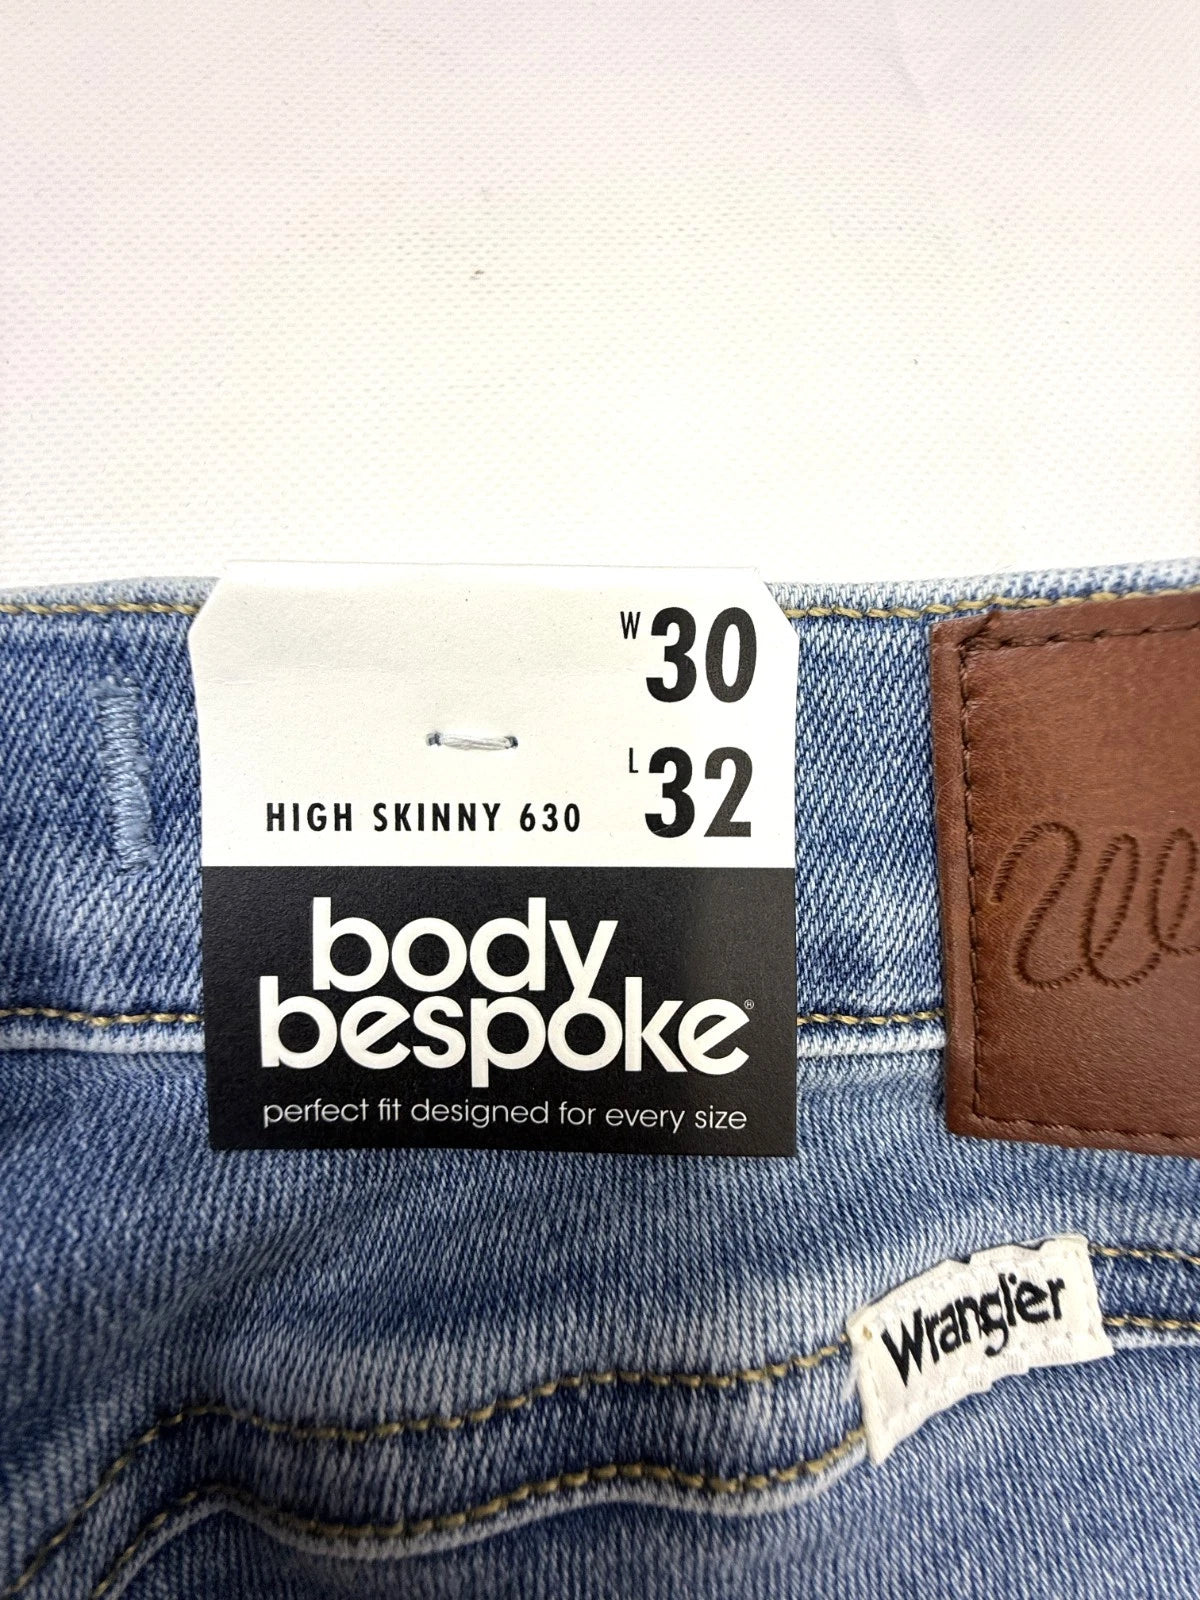 W 30
L 32
HIGH SKINNY 630
body
bespoke®
perfect fit designed for every size
Wrangler